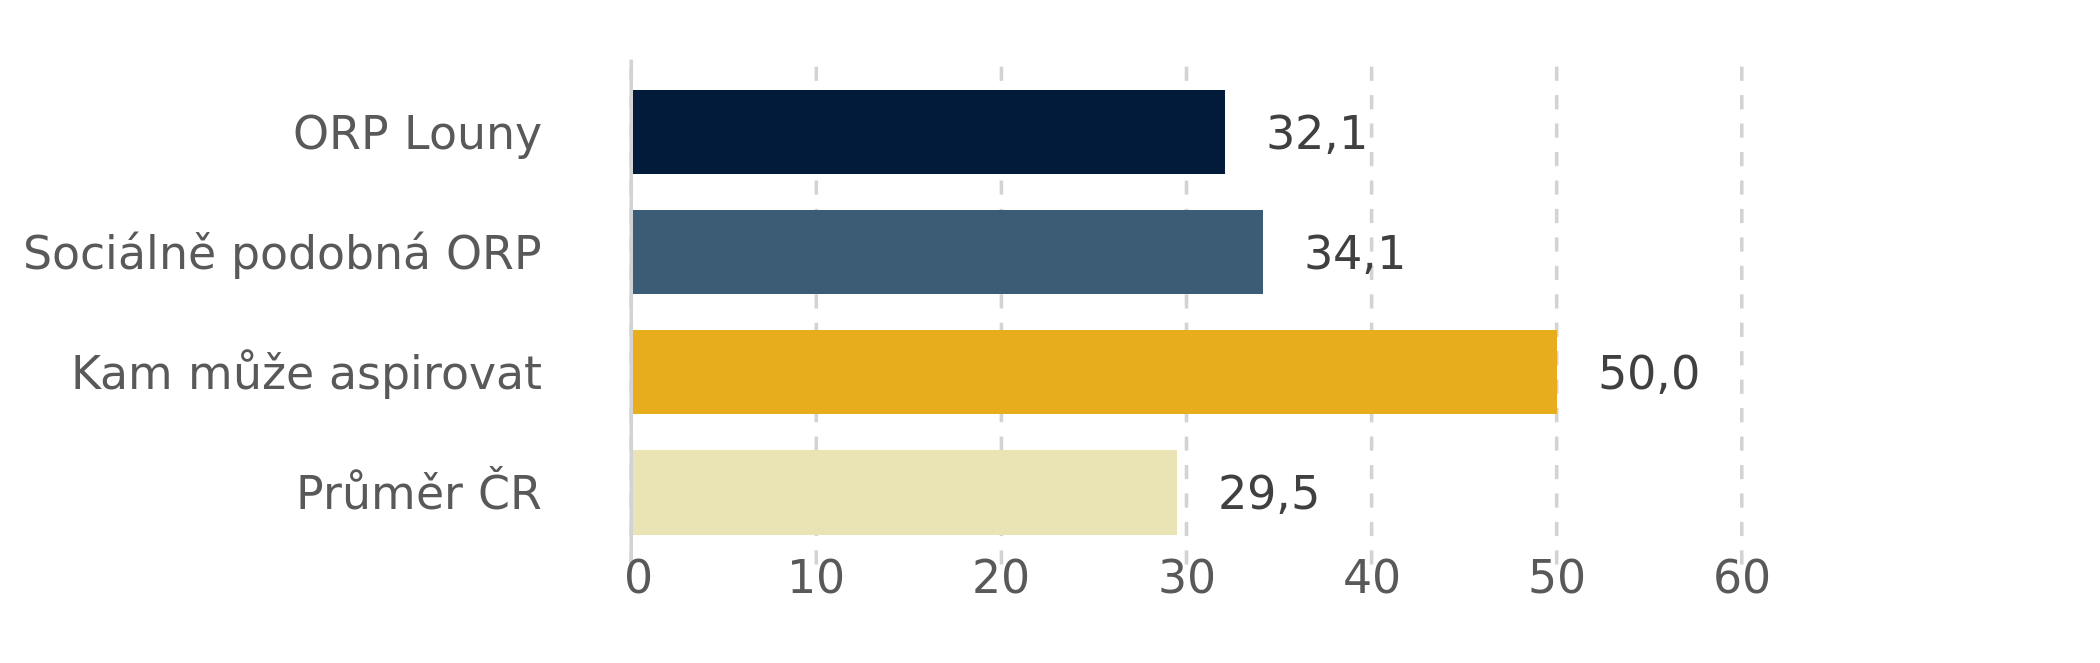 ORP Louny 32,1
Sociálně podobná ORP 34,1
Kam může aspirovat 50,0
Průměr ČR 29,5
0 10 20 30 40 50 60